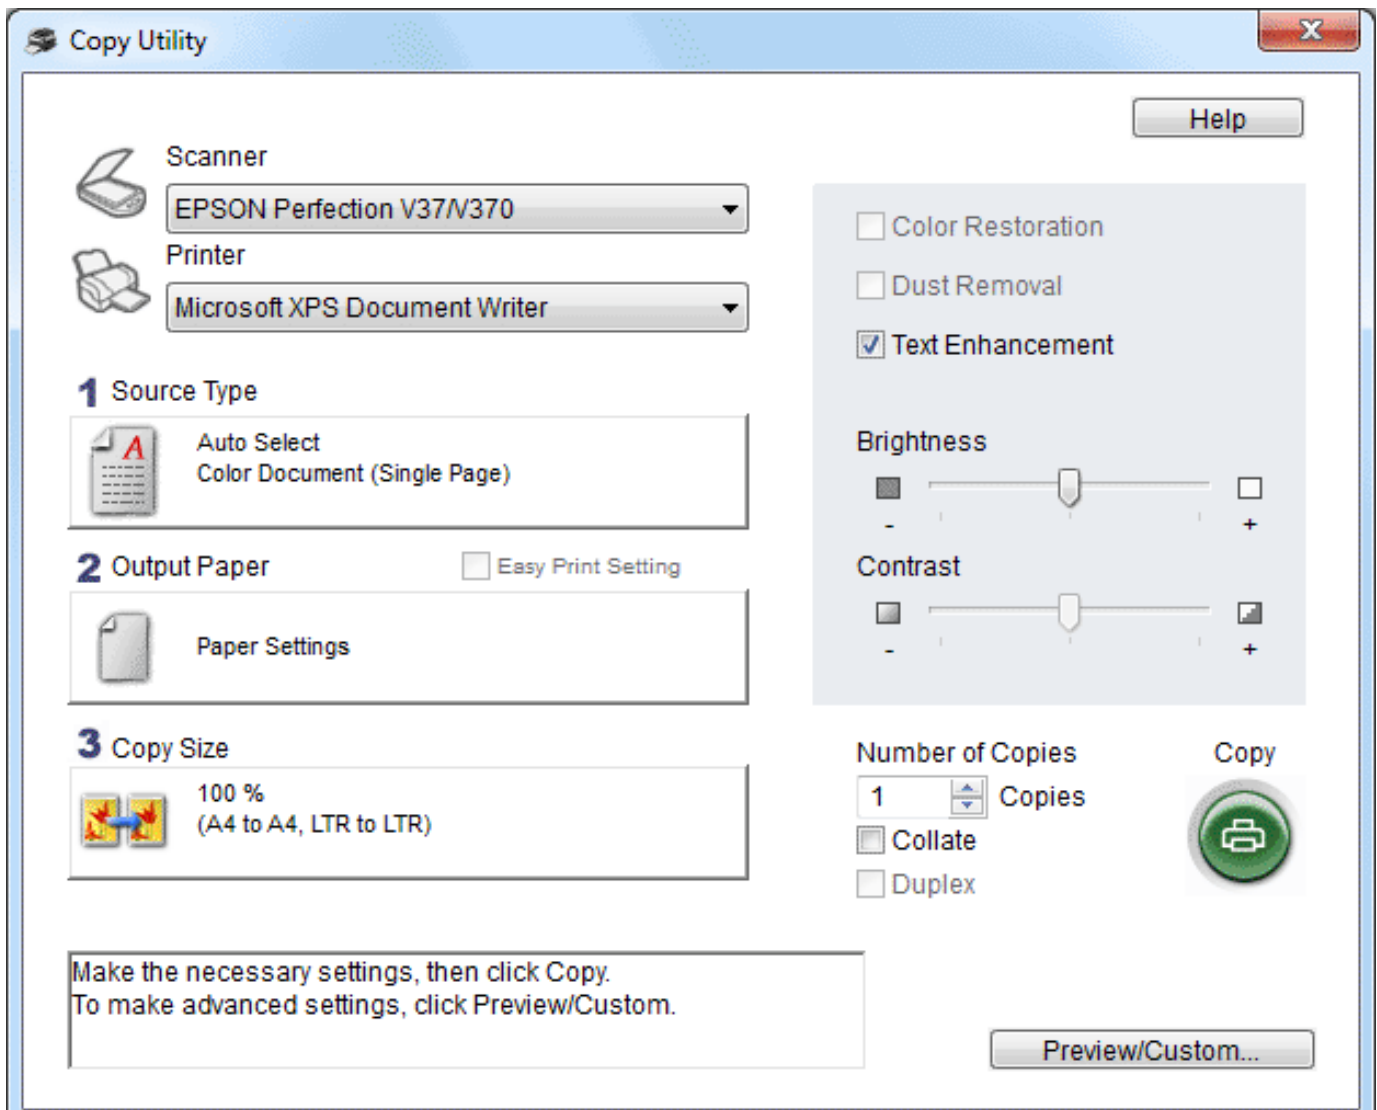 Copy Utility
Help
Scanner
EPSON Perfection V37/V370
Printer
Microsoft XPS Document Writer
Color Restoration
Dust Removal
Text Enhancement
1 Source Type
Auto Select
Color Document (Single Page)
Brightness
- +
2 Output Paper
Easy Print Setting
Paper Settings
Contrast
- +
3 Copy Size
100 %
(A4 to A4, LTR to LTR)
Number of Copies
1 Copies
Collate
Duplex
Copy
Make the necessary settings, then click Copy.
To make advanced settings, click Preview/Custom.
Preview/Custom...